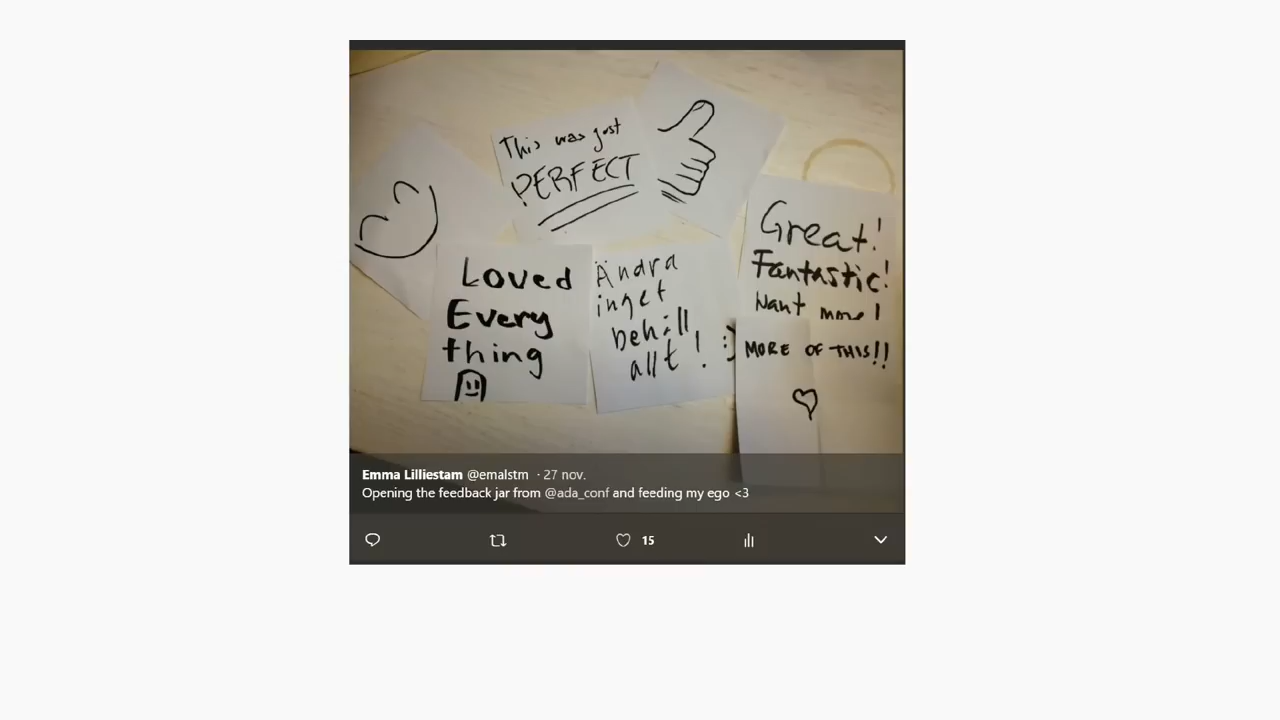 This was just
PERFECT
Great!
Fantastic!
Want more!
Loved
Every
thing
Ändra
inget
behåll
allt! :)
MORE OF THIS!!
Emma Lilliestam @emalstm · 27 nov.
Opening the feedback jar from @ada_conf and feeding my ego <3
15